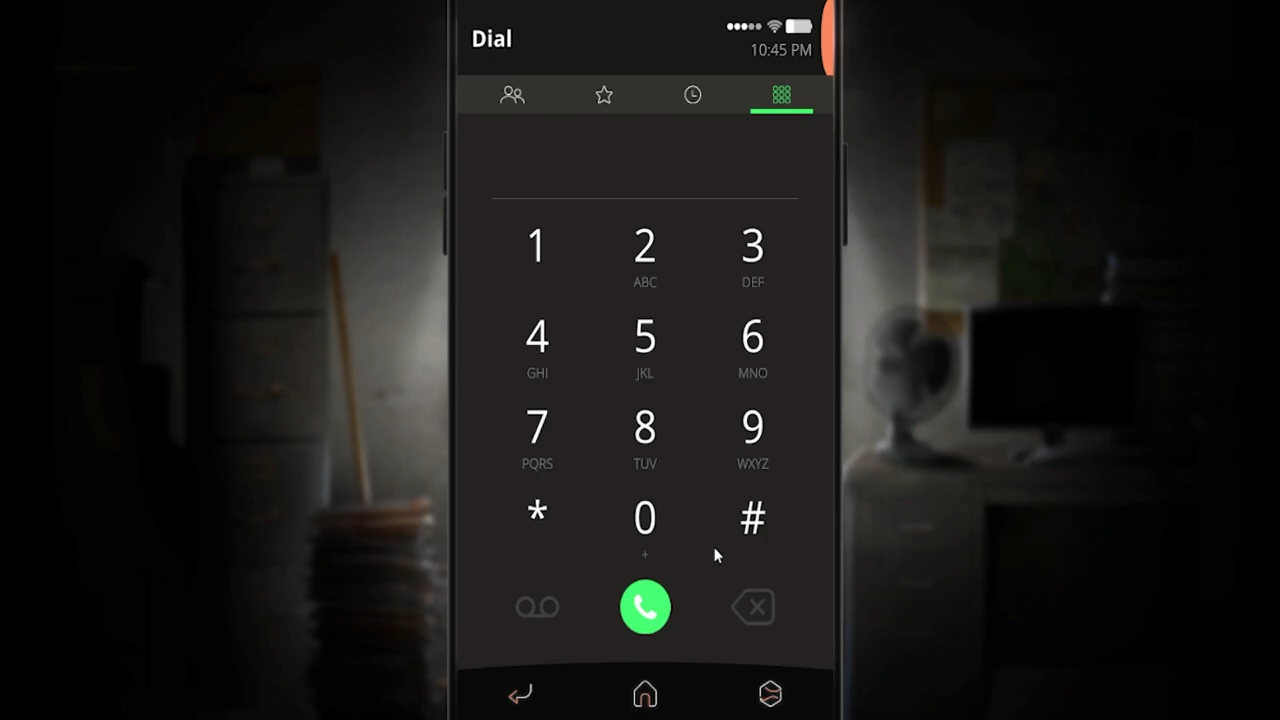 Dial
10:45 PM
1 2 3
ABC DEF
4 5 6
GHI JKL MNO
7 8 9
PQRS TUV WXYZ
* 0 #
+